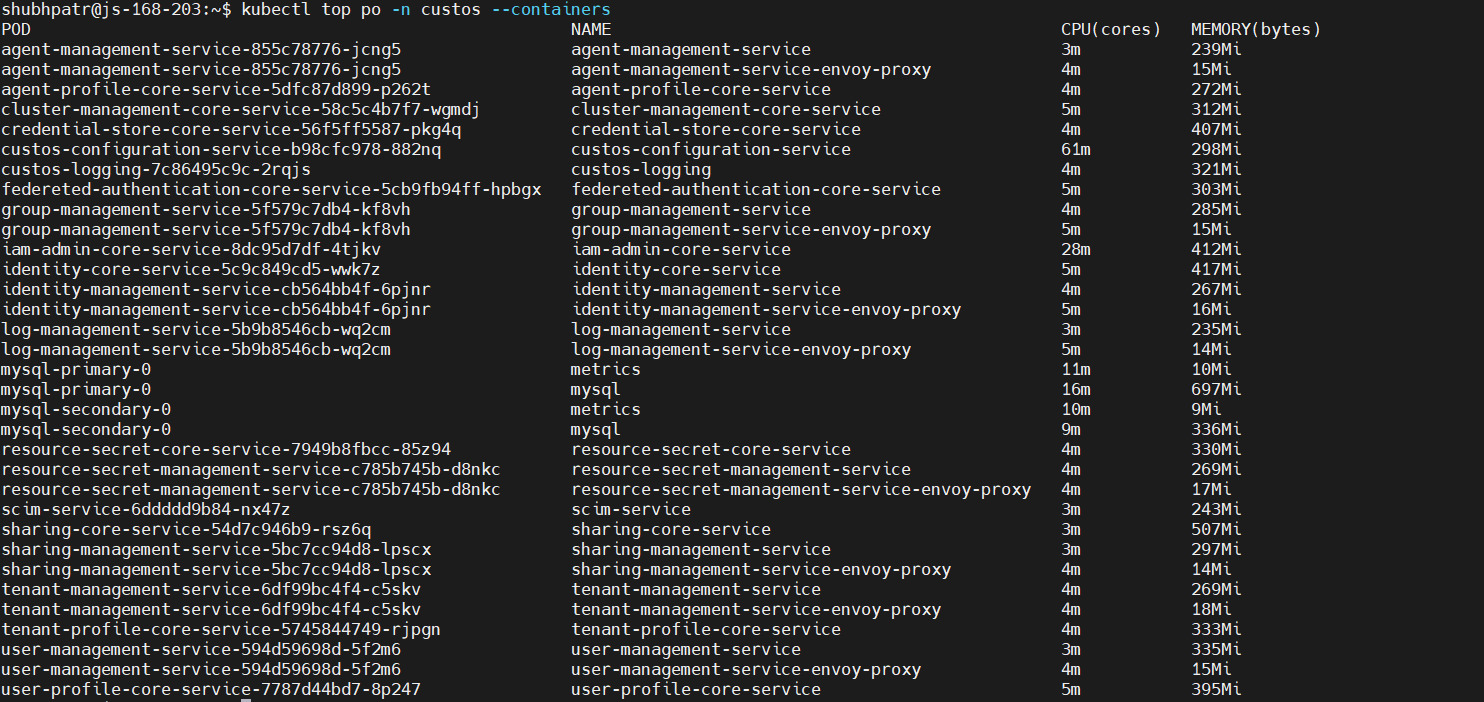 shubhpatr@js-168-203:~$ kubectl top po -n custos --containers
POD NAME CPU(cores) MEMORY(bytes)
agent-management-service-855c78776-jcng5 agent-management-service 3m 239Mi
agent-management-service-855c78776-jcng5 agent-management-service-envoy-proxy 4m 15Mi
agent-profile-core-service-5dfc87d899-p262t agent-profile-core-service 4m 272Mi
cluster-management-core-service-58c5c4b7f7-wgmdj cluster-management-core-service 5m 312Mi
credential-store-core-service-56f5ff5587-pkg4q credential-store-core-service 4m 407Mi
custos-configuration-service-b98cfc978-882nq custos-configuration-service 61m 298Mi
custos-logging-7c86495c9c-2rqjs custos-logging 4m 321Mi
federeted-authentication-core-service-5cb9fb94ff-hpbgx federeted-authentication-core-service 5m 303Mi
group-management-service-5f579c7db4-kf8vh group-management-service 4m 285Mi
group-management-service-5f579c7db4-kf8vh group-management-service-envoy-proxy 5m 15Mi
iam-admin-core-service-8dc95d7df-4tjkv iam-admin-core-service 28m 412Mi
identity-core-service-5c9c849cd5-wwk7z identity-core-service 5m 417Mi
identity-management-service-cb564bb4f-6pjnr identity-management-service 4m 267Mi
identity-management-service-cb564bb4f-6pjnr identity-management-service-envoy-proxy 5m 16Mi
log-management-service-5b9b8546cb-wq2cm log-management-service 3m 235Mi
log-management-service-5b9b8546cb-wq2cm log-management-service-envoy-proxy 5m 14Mi
mysql-primary-0 metrics 11m 10Mi
mysql-primary-0 mysql 16m 697Mi
mysql-secondary-0 metrics 10m 9Mi
mysql-secondary-0 mysql 9m 336Mi
resource-secret-core-service-7949b8fbcc-85z94 resource-secret-core-service 4m 330Mi
resource-secret-management-service-c785b745b-d8nkc resource-secret-management-service 4m 269Mi
resource-secret-management-service-c785b745b-d8nkc resource-secret-management-service-envoy-proxy 4m 17Mi
scim-service-6ddddd9b84-nx47z scim-service 3m 243Mi
sharing-core-service-54d7c946b9-rsz6q sharing-core-service 3m 507Mi
sharing-management-service-5bc7cc94d8-lpscx sharing-management-service 3m 297Mi
sharing-management-service-5bc7cc94d8-lpscx sharing-management-service-envoy-proxy 4m 14Mi
tenant-management-service-6df99bc4f4-c5skv tenant-management-service 4m 269Mi
tenant-management-service-6df99bc4f4-c5skv tenant-management-service-envoy-proxy 4m 18Mi
tenant-profile-core-service-5745844749-rjpgn tenant-profile-core-service 4m 333Mi
user-management-service-594d59698d-5f2m6 user-management-service 3m 335Mi
user-management-service-594d59698d-5f2m6 user-management-service-envoy-proxy 4m 15Mi
user-profile-core-service-7787d44bd7-8p247 user-profile-core-service 5m 395Mi